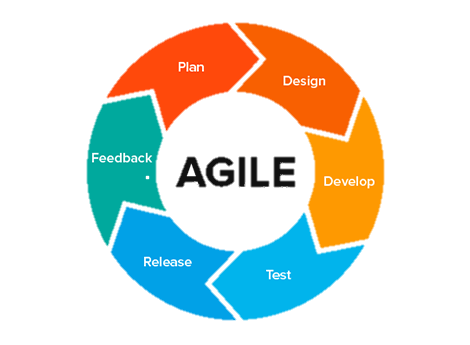 Plan
Design
Feedback
AGILE
Develop
Release
Test